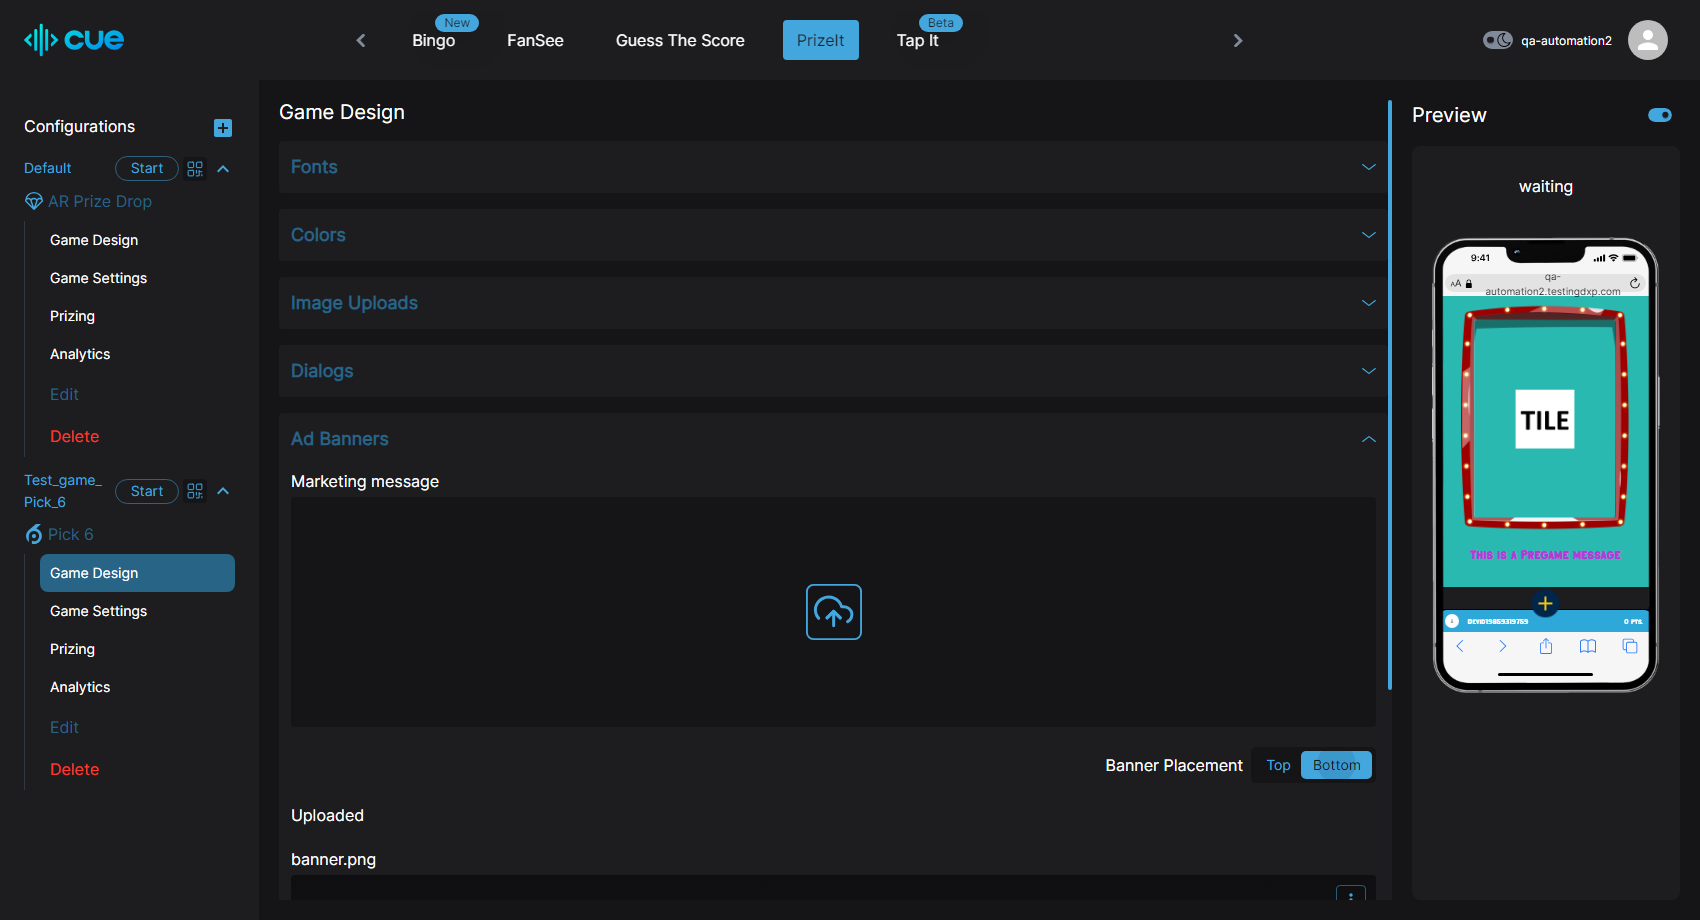 cue
New
Bingo
FanSee
Guess The Score
PrizeIt
Beta
Tap It
qa-automation2
Configurations
Default
Start
AR Prize Drop
Game Design
Game Settings
Prizing
Analytics
Edit
Delete
Test_game_
Pick_6
Start
Pick 6
Game Design
Game Settings
Prizing
Analytics
Edit
Delete
Game Design
Fonts
Colors
Image Uploads
Dialogs
Ad Banners
Marketing message
Banner Placement
Top
Bottom
Uploaded
banner.png
Preview
waiting
9:41
AA
qa-
automation2.testingdxp.com
TILE
THIS IS A PREGAME MESSAGE
0 PTS.